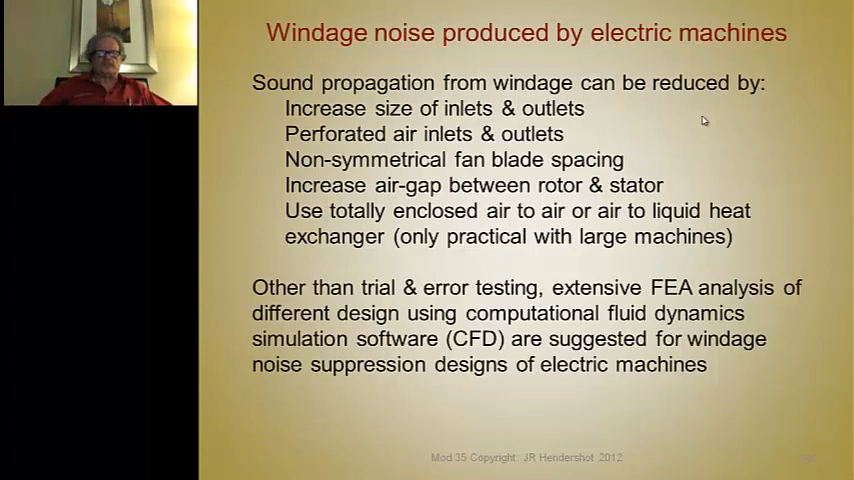 Windage noise produced by electric machines
Sound propagation from windage can be reduced by:
Increase size of inlets & outlets
Perforated air inlets & outlets
Non-symmetrical fan blade spacing
Increase air-gap between rotor & stator
Use totally enclosed air to air or air to liquid heat
exchanger (only practical with large machines)
Other than trial & error testing, extensive FEA analysis of
different design using computational fluid dynamics
simulation software (CFD) are suggested for windage
noise suppression designs of electric machines
Mod 35 Copyright: JR Hendershot 2012